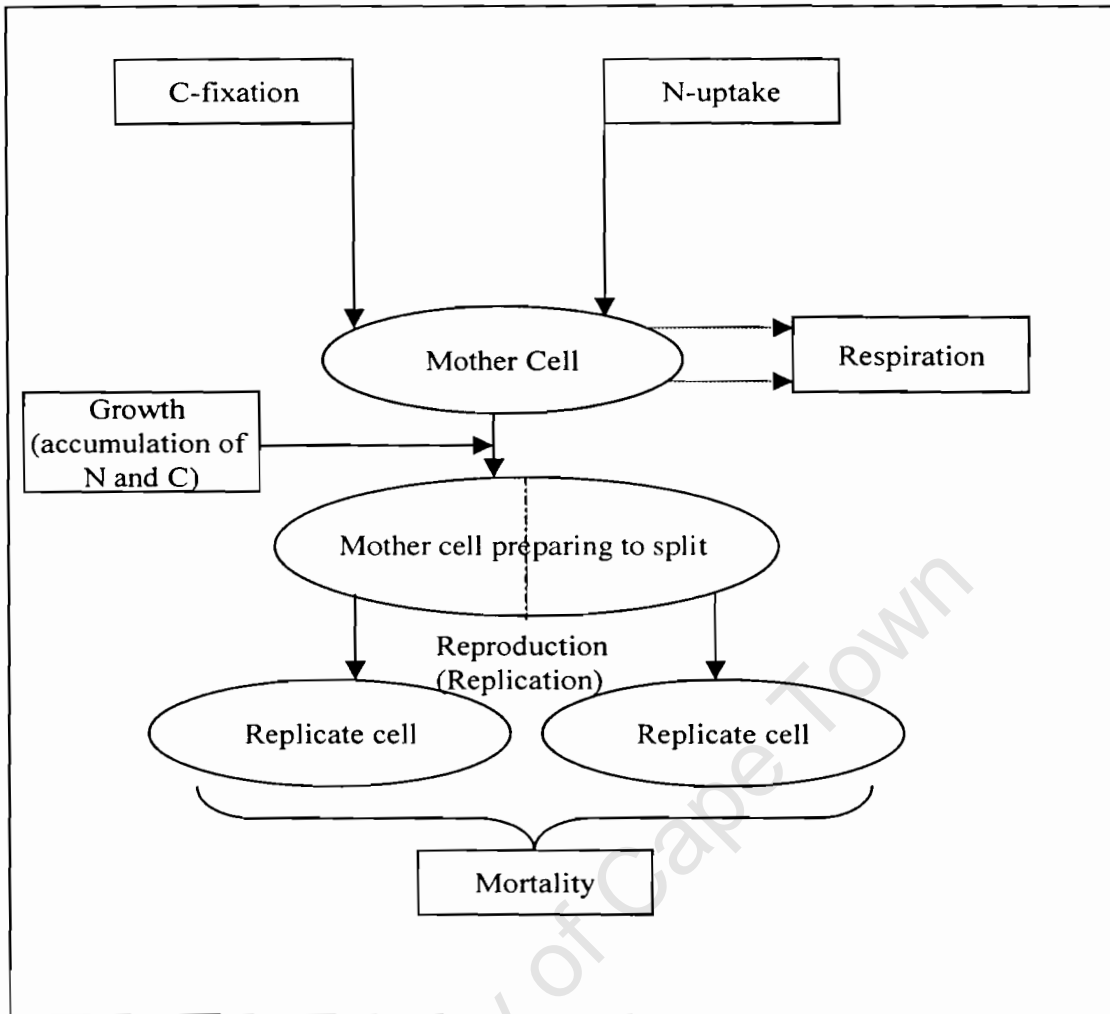 C-fixation
N-uptake
Mother Cell
Respiration
Growth
(accumulation of
N and C)
Mother cell preparing to split
Reproduction
(Replication)
Replicate cell
Replicate cell
Mortality
of Cape Town